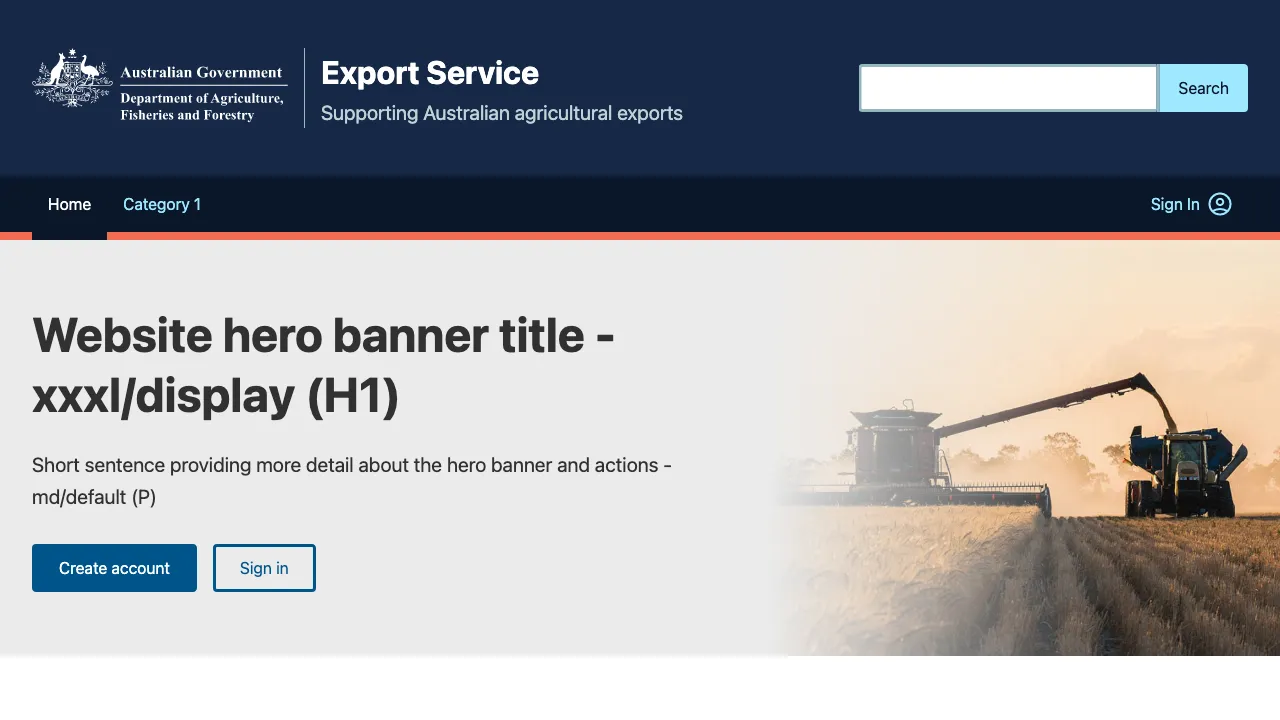 Australian Government
Department of Agriculture,
Fisheries and Forestry
Export Service
Supporting Australian agricultural exports
Search
Home
Category 1
Sign In
Website hero banner title -
xxxl/display (H1)
Short sentence providing more detail about the hero banner and actions -
md/default (P)
Create account
Sign in